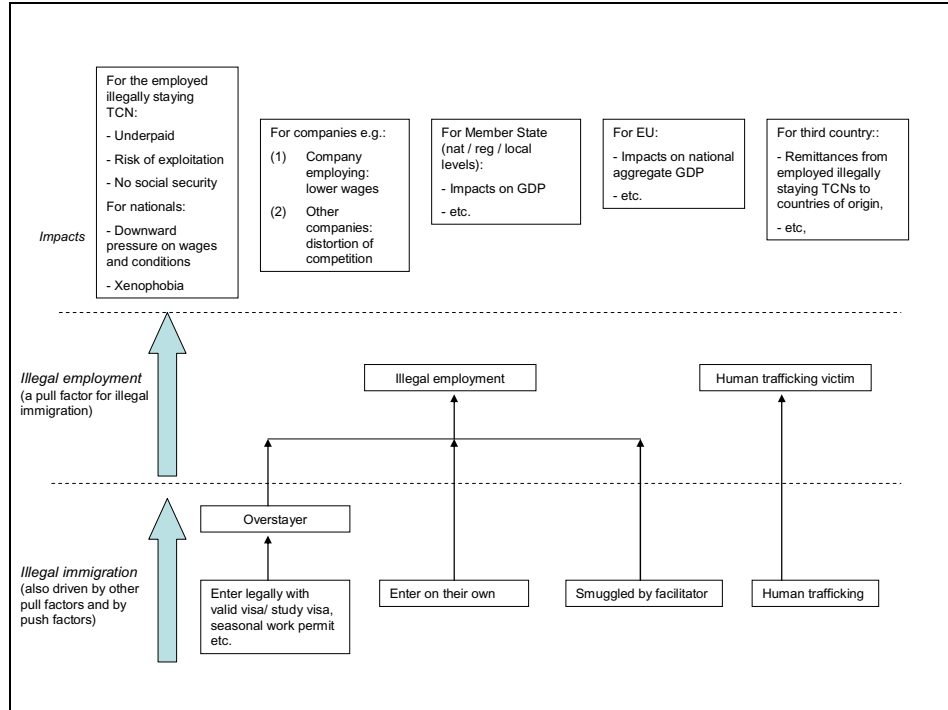 For the employed
illegally staying
TCN:
- Underpaid
- Risk of exploitation
- No social security
For nationals:
- Downward
pressure on wages
and conditions
- Xenophobia
For companies e.g.:
(1) Company
employing:
lower wages
(2) Other
companies:
distortion of
competition
For Member State
(nat / reg / local
levels):
- Impacts on GDP
- etc.
For EU:
- Impacts on national
aggregate GDP
- etc.
For third country::
- Remittances from
employed illegally
staying TCNs to
countries of origin,
- etc,
Impacts
Illegal employment
(a pull factor for illegal
immigration)
Illegal employment
Human trafficking victim
Overstayer
Illegal immigration
(also driven by other
pull factors and by
push factors)
Enter legally with
valid visa/ study visa,
seasonal work permit
etc.
Enter on their own
Smuggled by facilitator
Human trafficking